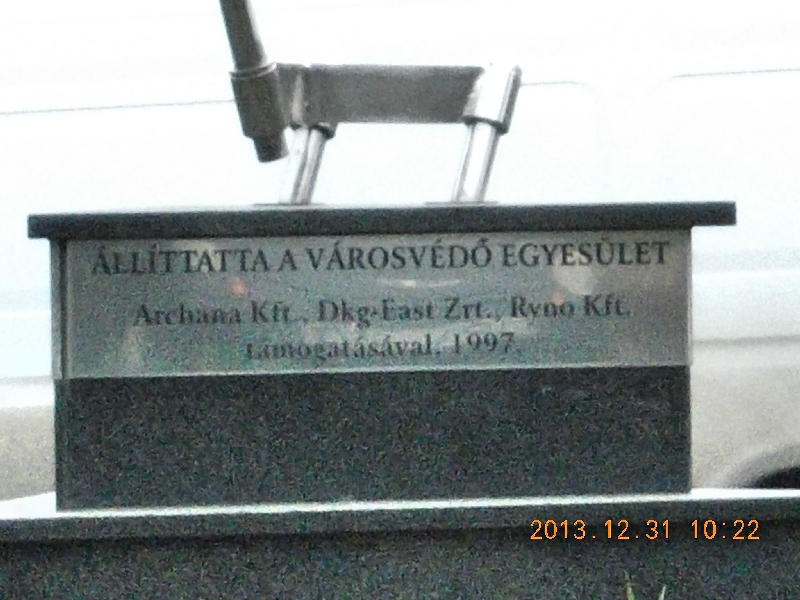 ÁLLÍTTATTA A VÁROSVÉDŐ EGYESÜLET
Archana Kft., Dkg-East Zrt., Ryno Kft.
támogatásával, 1997.
2013.12.31 10:22